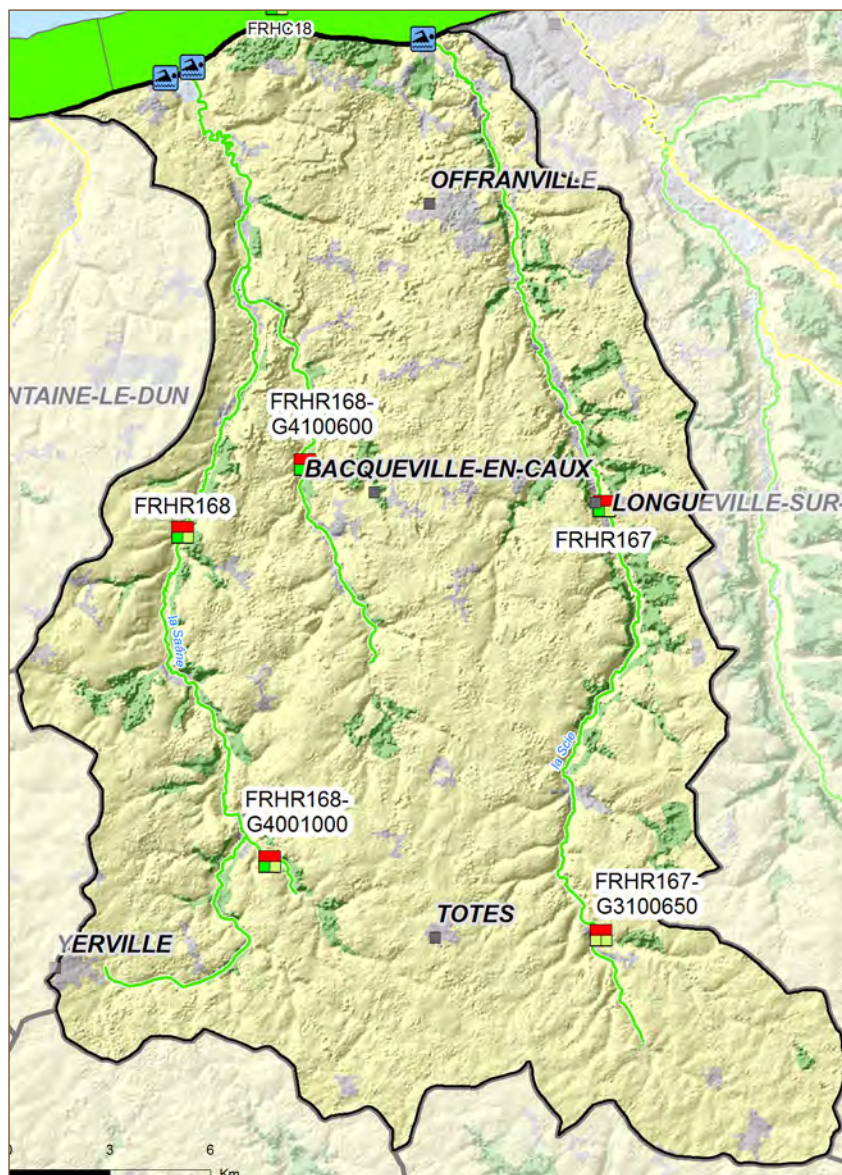 FRHC18
OFFRANVILLE
NTAINE-LE-DUN
FRHR168-
G4100600
BACQUEVILLE-EN-CAUX
LONGUEVILLE-SUR-
FRHR168
FRHR167
la Saâne
la Scie
FRHR168-
G4001000
FRHR167-
G3100650
TOTES
YERVILLE
0 3 6
Km